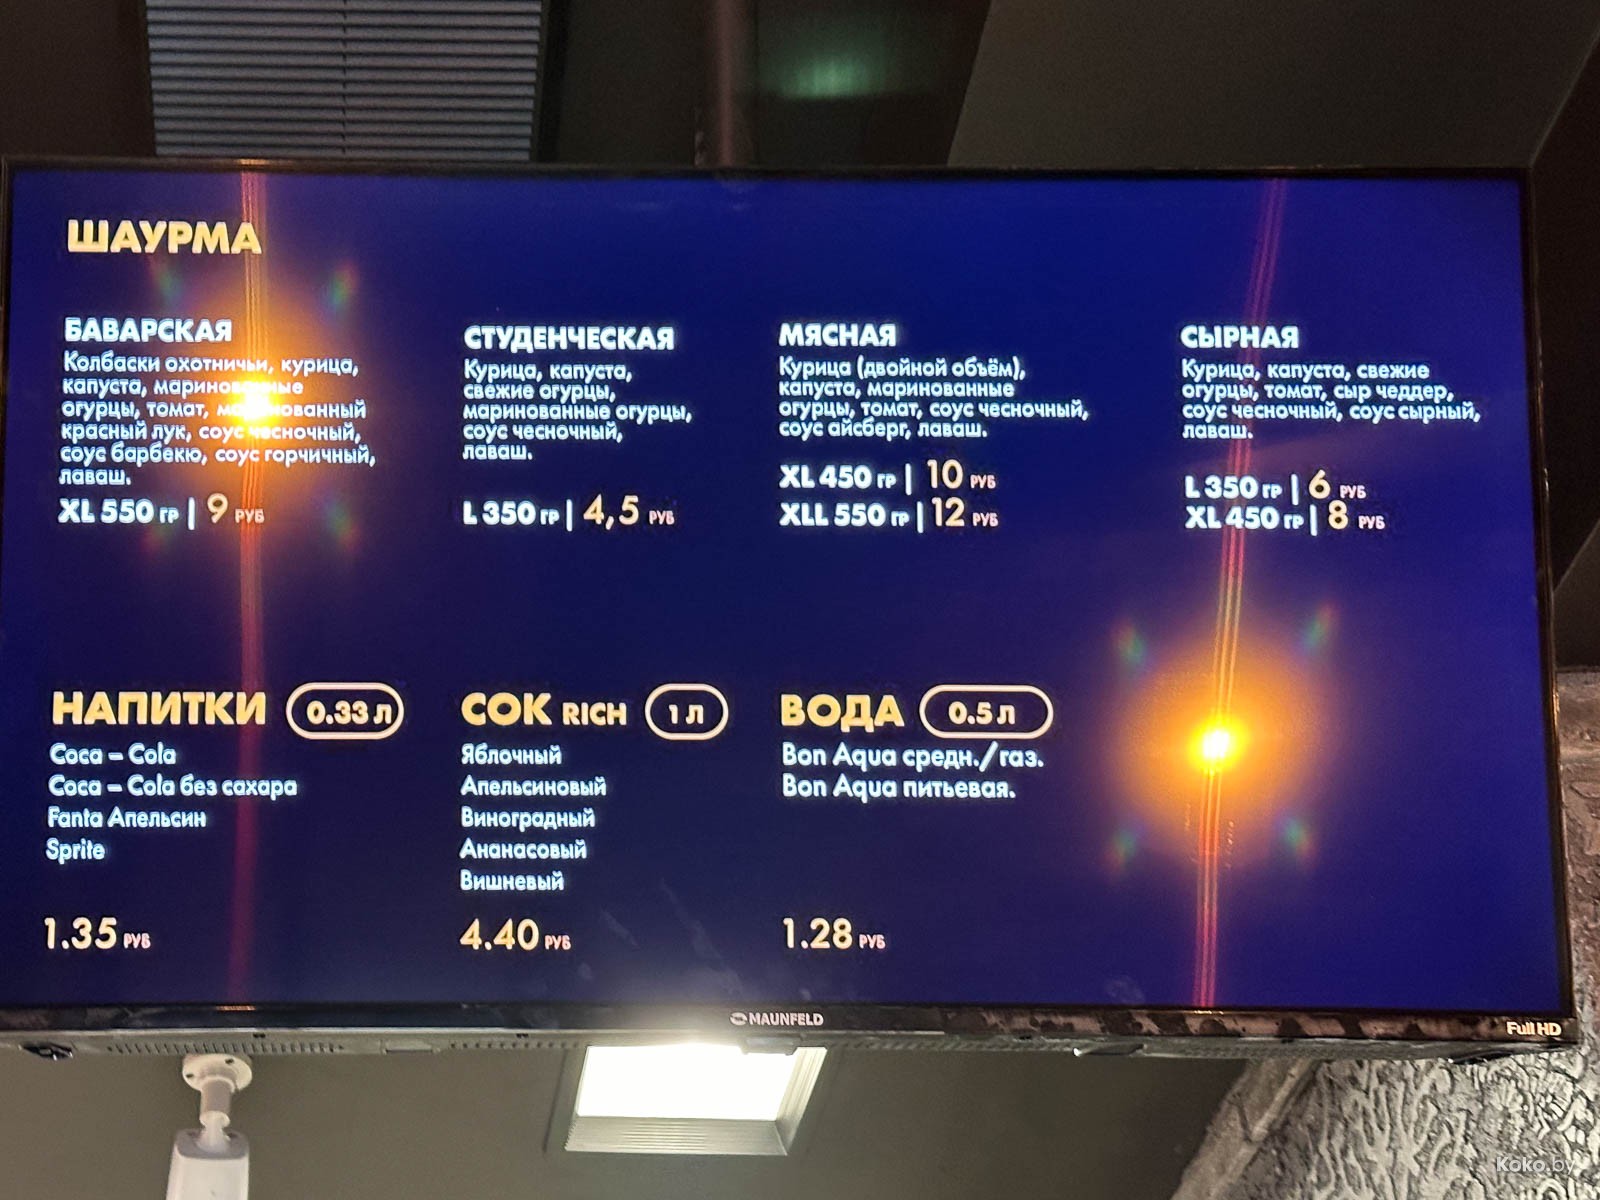 ШАУРМА
БАВАРСКАЯ
Колбаски охотничьи, курица,
капуста, маринованные
огурцы, томат, маринованный
красный лук, соус чесночный,
соус барбекю, соус горчичный,
лаваш.
XL 550 гр | 9 РУБ
СТУДЕНЧЕСКАЯ
Курица, капуста,
свежие огурцы,
маринованные огурцы,
соус чесночный,
лаваш.
L 350 гр | 4,5 РУБ
МЯСНАЯ
Курица (двойной объём),
капуста, маринованные
огурцы, томат, соус чесночный,
соус айсберг, лаваш.
XL 450 гр | 10 РУБ
XLL 550 гр | 12 РУБ
СЫРНАЯ
Курица, капуста, свежие
огурцы, томат, сыр чеддер,
соус чесночный, соус сырный,
лаваш.
L 350 гр | 6 РУБ
XL 450 гр | 8 РУБ
НАПИТКИ 0.33 л
Coca – Cola
Coca – Cola без сахара
Fanta Апельсин
Sprite
1.35 РУБ
СОК RICH 1 л
Яблочный
Апельсиновый
Виноградный
Ананасовый
Вишневый
4.40 РУБ
ВОДА 0.5 л
Bon Aqua средн./газ.
Bon Aqua питьевая.
1.28 РУБ
MAUNFELD
Full HD
Koko.by